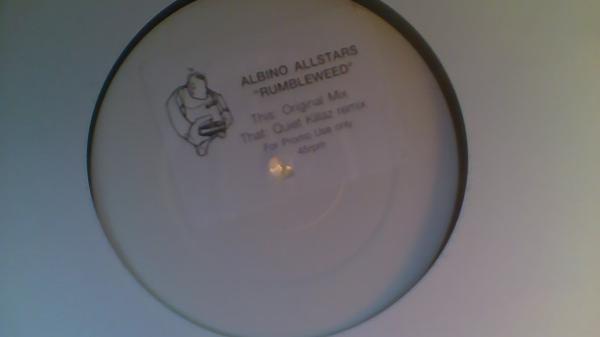 ALBINO ALLSTARS
"RUMBLEWEED"
This: Original Mix
That: Quiet Killaz remix
For Promo Use only
45rpm